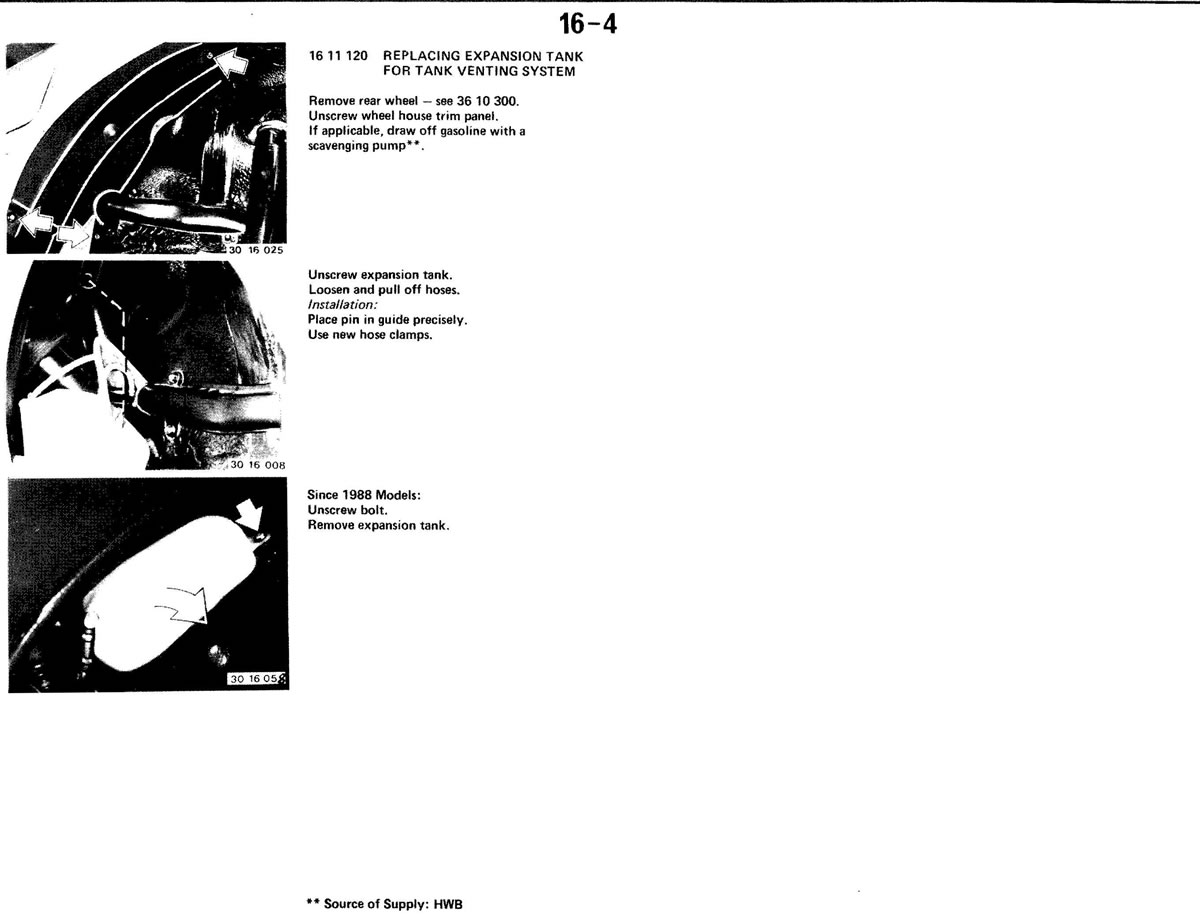 16-4
16 11 120 REPLACING EXPANSION TANK
FOR TANK VENTING SYSTEM
Remove rear wheel — see 36 10 300.
Unscrew wheel house trim panel.
If applicable, draw off gasoline with a
scavenging pump**.
30 16 025
Unscrew expansion tank.
Loosen and pull off hoses.
Installation:
Place pin in guide precisely.
Use new hose clamps.
30 16 008
Since 1988 Models:
Unscrew bolt.
Remove expansion tank.
30 16 058
** Source of Supply: HWB